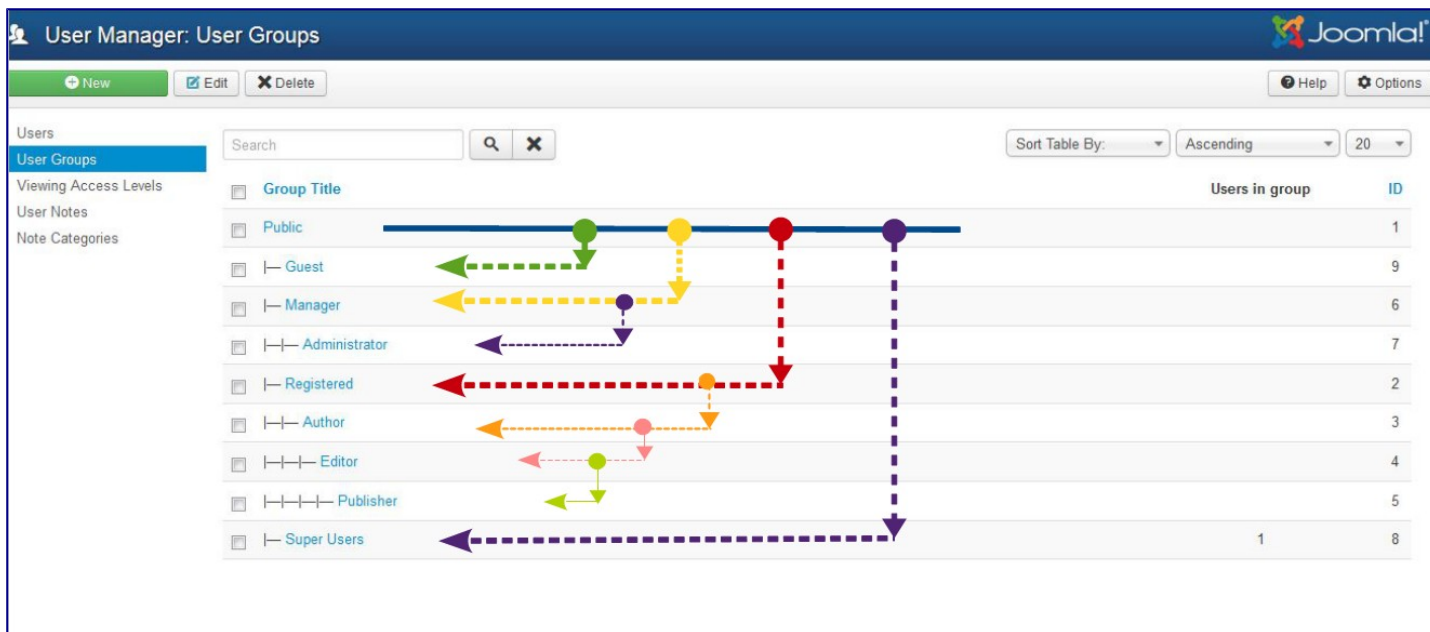 User Manager: User Groups
Joomla!
New Edit Delete Help Options
Users
User Groups
Viewing Access Levels
User Notes
Note Categories
Search Sort Table By: Ascending 20
Group Title Users in group ID
Public 1
|— Guest 9
|— Manager 6
|—|— Administrator 7
|— Registered 2
|—|— Author 3
|—|—|— Editor 4
|—|—|—|— Publisher 5
|— Super Users 1 8